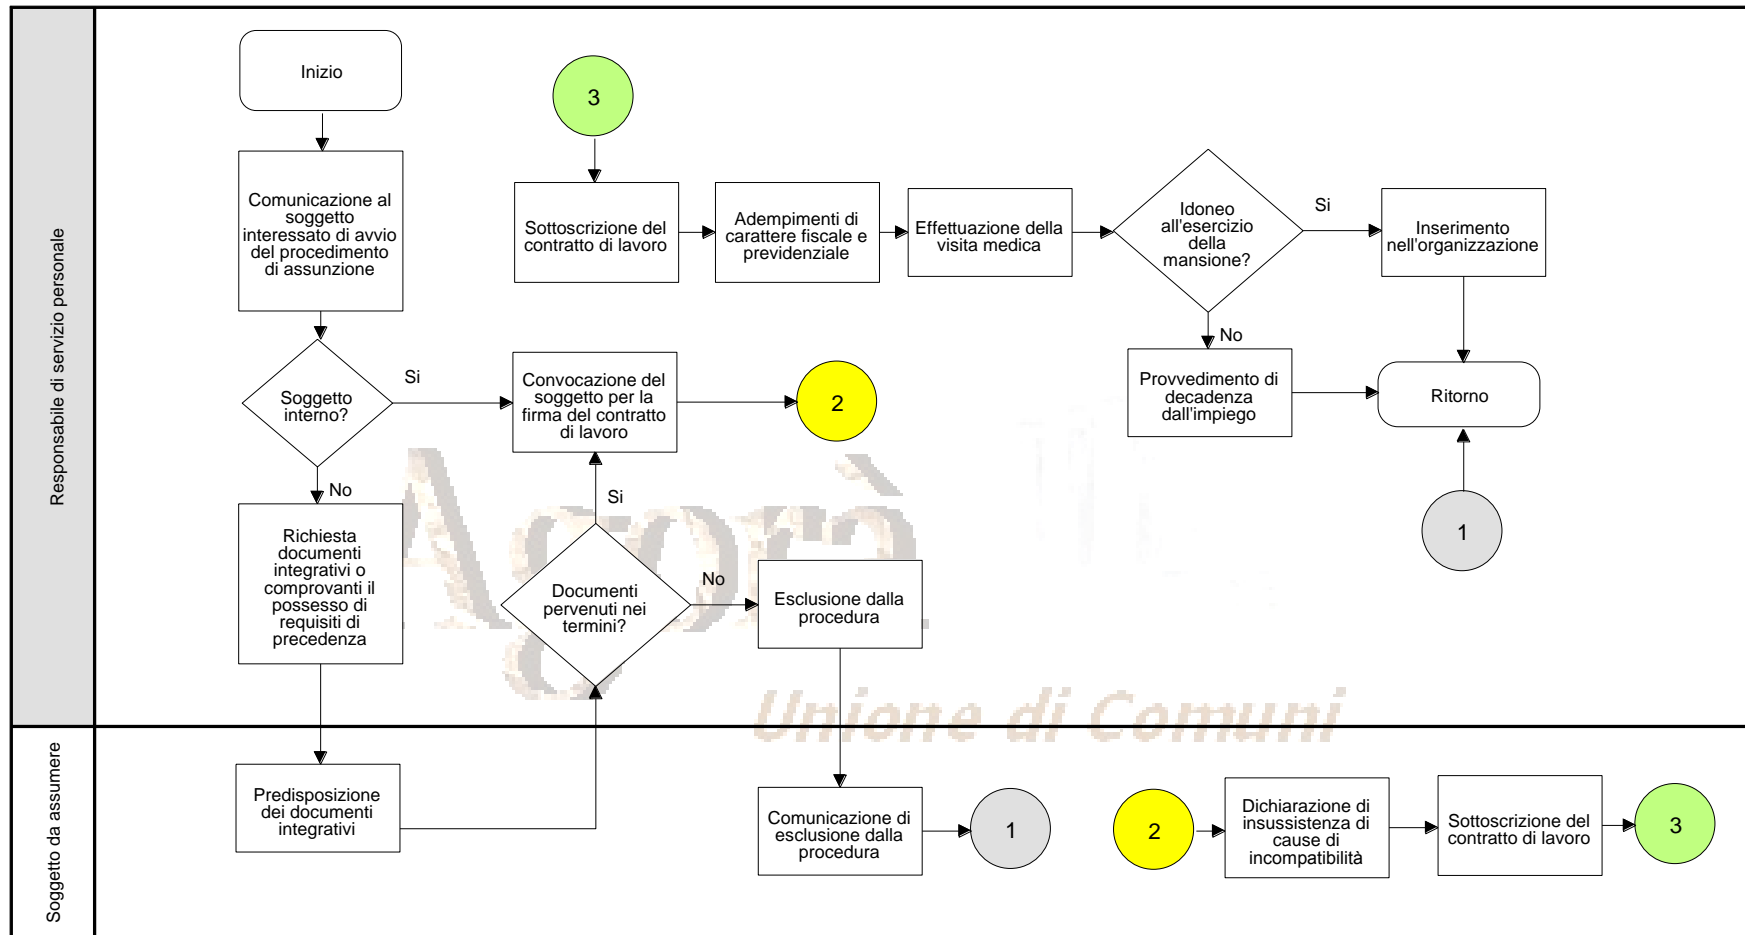 Responsabile di servizio personale
Inizio
Comunicazione al
soggetto
interessato di avvio
del procedimento
di assunzione
Soggetto
interno?
Si
No
Richiesta
documenti
integrativi o
comprovanti il
possesso di
requisiti di
precedenza
3
Sottoscrizione del
contratto di lavoro
Adempimenti di
carattere fiscale e
previdenziale
Effettuazione della
visita medica
Idoneo
all'esercizio
della
mansione?
Si
No
Inserimento
nell'organizzazione
Provvedimento di
decadenza
dall'impiego
Ritorno
1
Convocazione del
soggetto per la
firma del contratto
di lavoro
2
Si
Documenti
pervenuti nei
termini?
No
Esclusione dalla
procedura
Agorà
Unione di Comuni
Soggetto da assumere
Predisposizione
dei documenti
integrativi
Comunicazione di
esclusione dalla
procedura
1
2
Dichiarazione di
insussistenza di
cause di
incompatibilità
Sottoscrizione del
contratto di lavoro
3